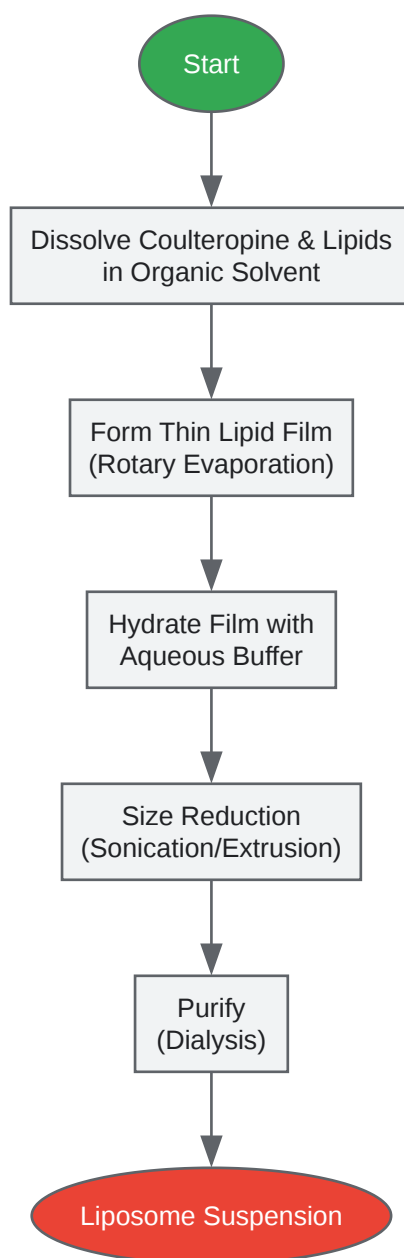 Start
Dissolve Coulteropine & Lipids
in Organic Solvent
Form Thin Lipid Film
(Rotary Evaporation)
Hydrate Film with
Aqueous Buffer
Size Reduction
(Sonication/Extrusion)
Purify
(Dialysis)
Liposome Suspension